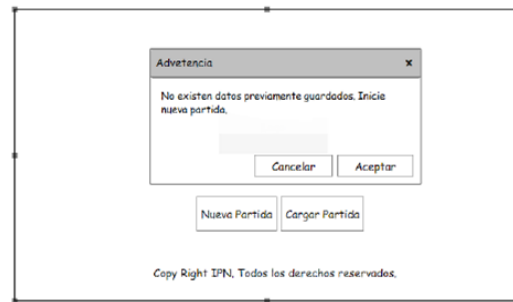 Advetencia x
No existen datos previamente guardados. Inicie
nueva partida.
Cancelar Aceptar
Nueva Partida Cargar Partida
Copy Right IPN. Todos los derechos reservados.